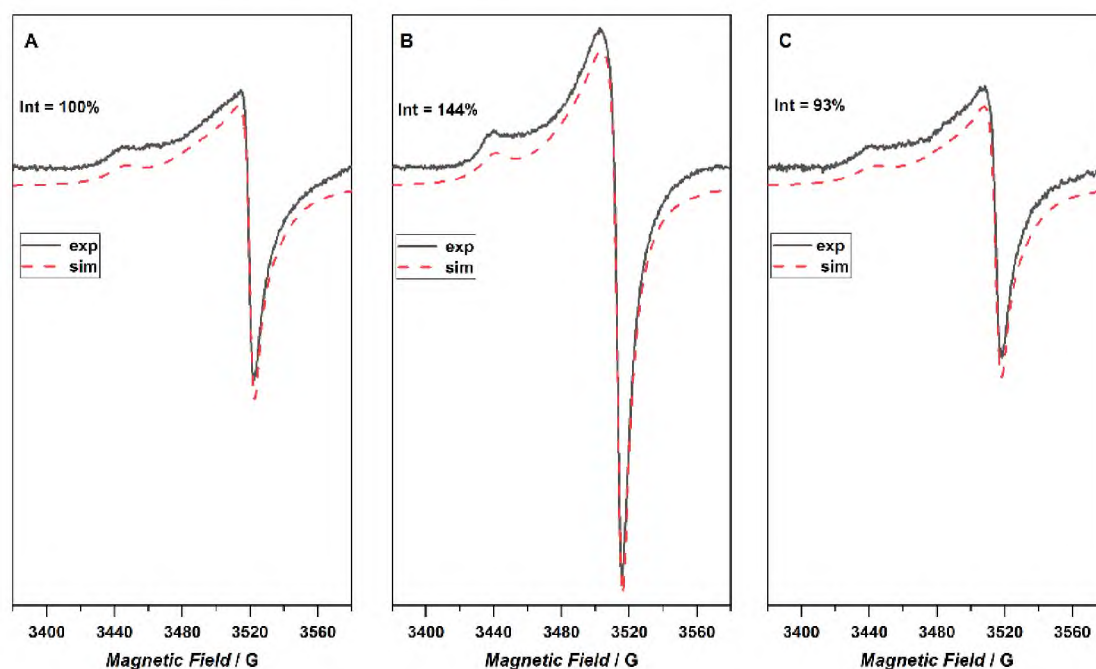 A
Int = 100%
exp
sim
3400 3440 3480 3520 3560
Magnetic Field / G
B
Int = 144%
exp
sim
3400 3440 3480 3520 3560
Magnetic Field / G
C
Int = 93%
exp
sim
3400 3440 3480 3520 3560
Magnetic Field / G